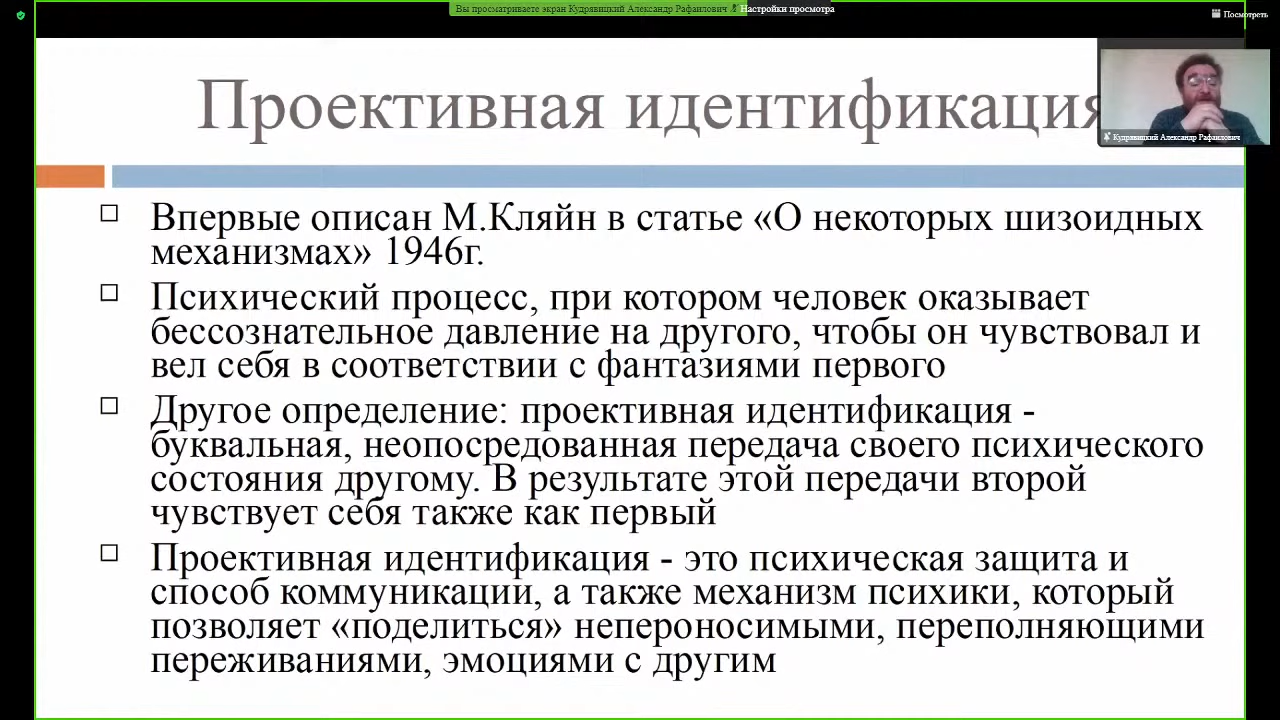 Вы просматриваете экран Кудрявицкий Александр Рафаилович
Настройки просмотра
Посмотреть
Проективная идентификация
Кудрявицкий Александр Рафаилович
Впервые описан М.Кляйн в статье «О некоторых шизоидных
механизмах» 1946г.
Психический процесс, при котором человек оказывает
бессознательное давление на другого, чтобы он чувствовал и
вел себя в соответствии с фантазиями первого
Другое определение: проективная идентификация -
буквальная, неопосредованная передача своего психического
состояния другому. В результате этой передачи второй
чувствует себя также как первый
Проективная идентификация - это психическая защита и
способ коммуникации, а также механизм психики, который
позволяет «поделиться» непероносимыми, переполняющими
переживаниями, эмоциями с другим